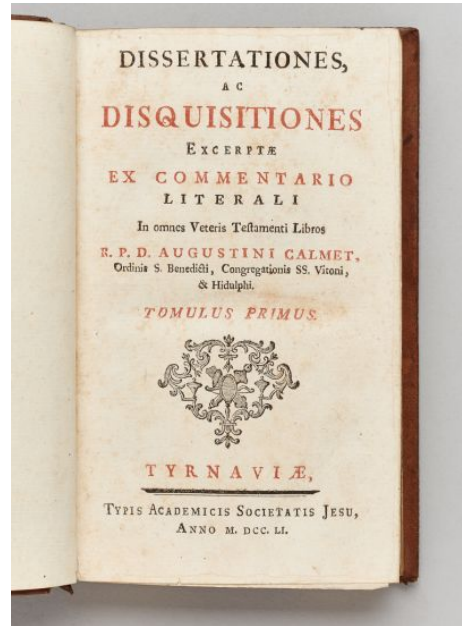 DISSERTATIONES,
AC
DISQUISITIONES
EXCERPTÆ
EX COMMENTARIO
LITERALI
In omnes Veteris Teſtamenti Libros
R. P. D. AUGUSTINI CALMET,
Ordinis S. Benedicti, Congregationis SS. Vitoni,
& Hidulphi.
TOMULUS PRIMUS.
TYRNAVIÆ,
TYPIS ACADEMICIS SOCIETATIS JESU,
ANNO M. DCC. LI.